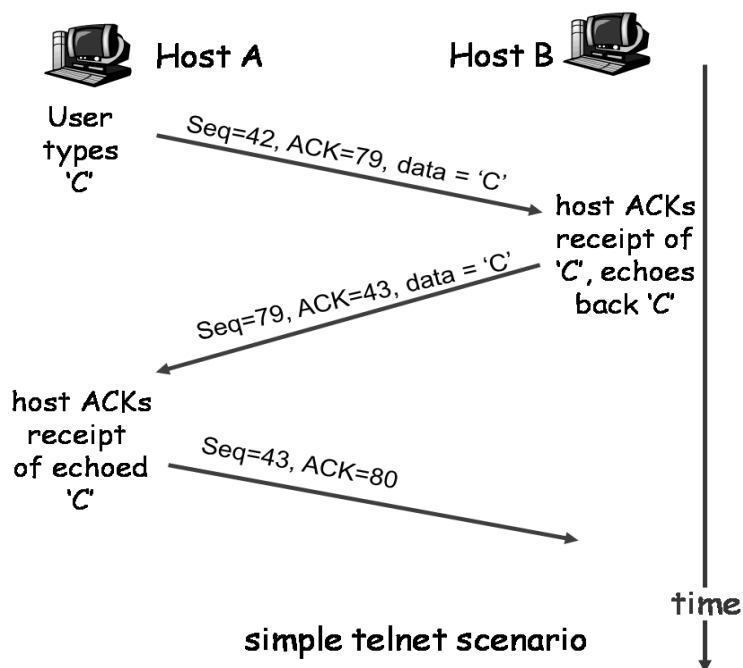 Host A
Host B
User
types
‘C’
Seq=42, ACK=79, data = ‘C’
host ACKs
receipt of
‘C’, echoes
back ‘C’
Seq=79, ACK=43, data = ‘C’
host ACKs
receipt
of echoed
‘C’
Seq=43, ACK=80
time
simple telnet scenario